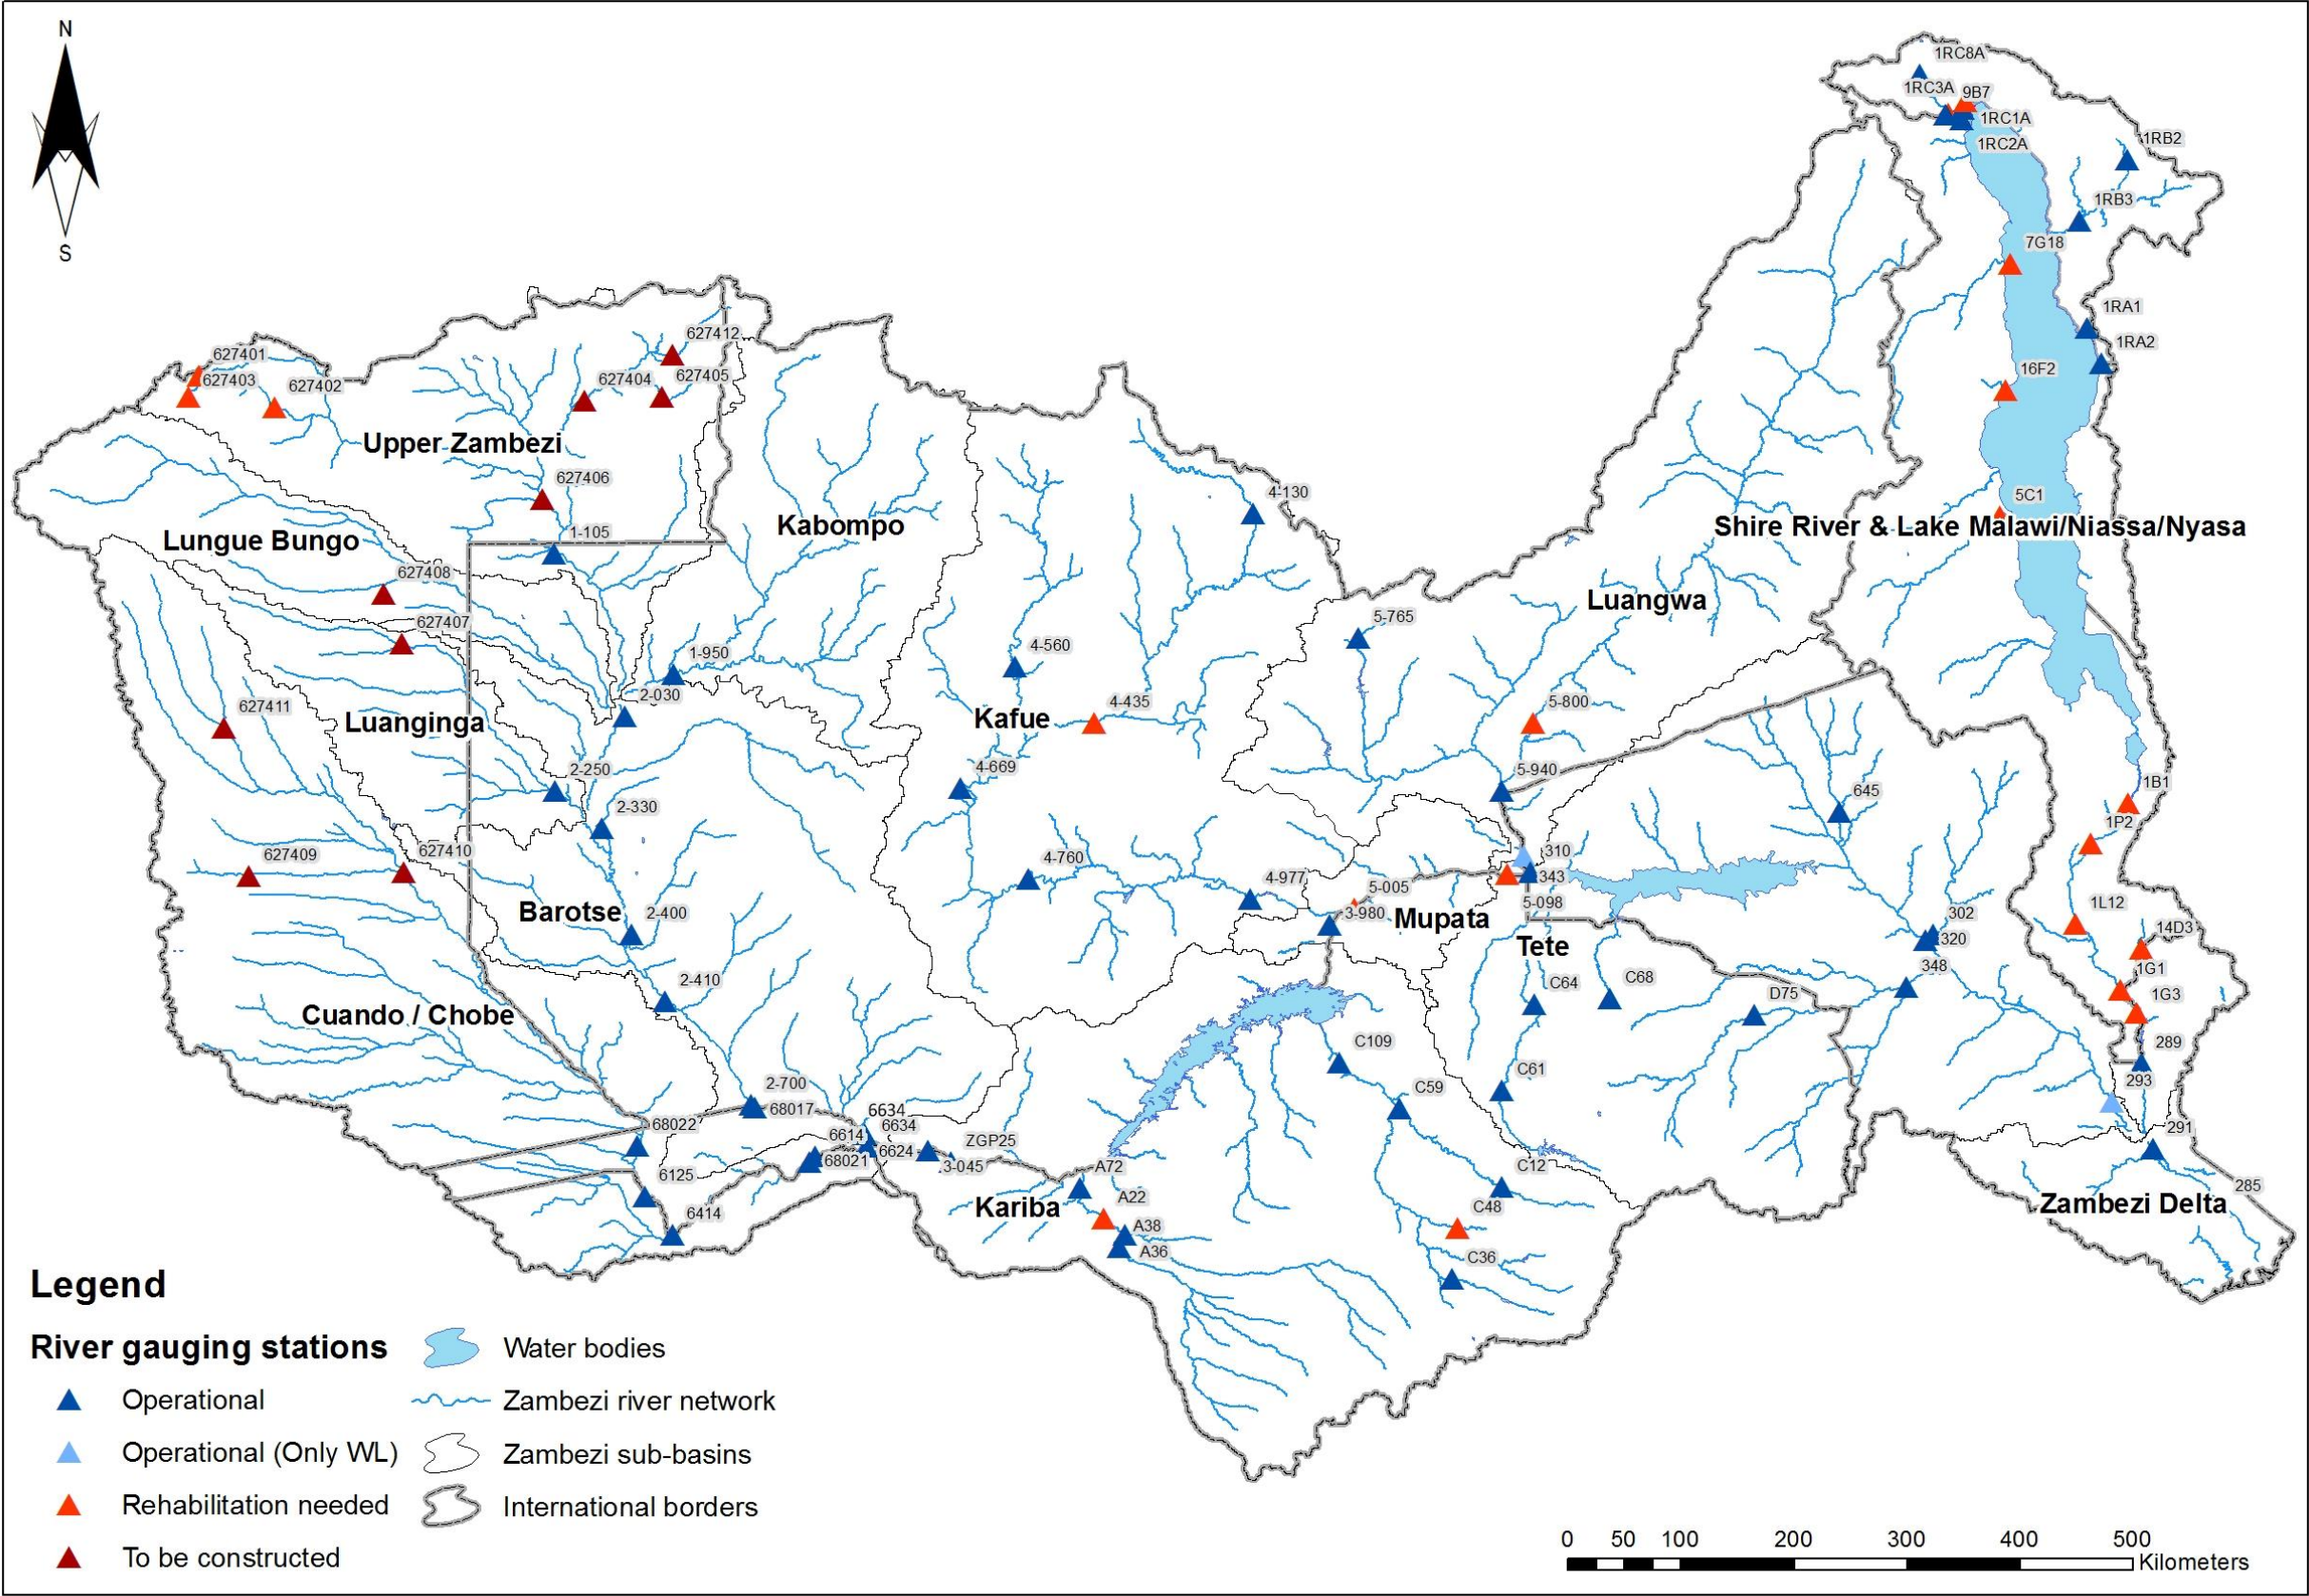 N
S
1RC8A
1RC3A
9B7
1RC1A
1RC2A
1RB2
1RB3
7G18
1RA1
1RA2
16F2
5C1
Shire River & Lake Malawi/Niassa/Nyasa
627412
627401
627403
627402
627404
627405
Upper Zambezi
627406
1-105
Lungue Bungo
Kabompo
4-130
627408
627407
Luangwa
5-765
1-950
4-560
2-030
627411
Luanginga
Kafue
4-435
5-800
2-250
4-669
5-940
2-330
645
1B1
1P2
627409
627410
4-760
310
343
4-977
5-005
5-098
3-980
Mupata
Barotse
2-400
Tete
1L12
302
320
14D3
348
1G1
1G3
2-410
C64
C68
D75
Cuando / Chobe
C109
289
293
C59
C61
2-700
68017
6634
6634
68022
6614
6624
68021
ZGP25
3-045
291
6125
A72
C12
A22
C48
285
Kariba
6414
A38
A36
C36
Zambezi Delta
Legend
River gauging stations
Operational
Operational (Only WL)
Rehabilitation needed
To be constructed
Water bodies
Zambezi river network
Zambezi sub-basins
International borders
0 50 100 200 300 400 500
Kilometers